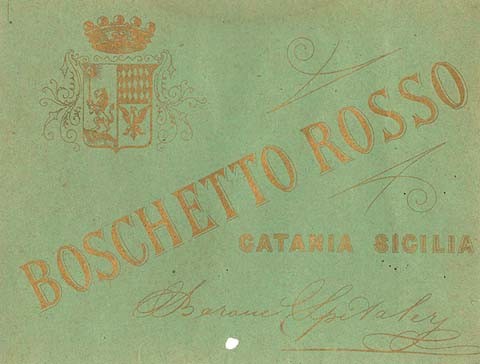 BOSCHETTO ROSSO
CATANIA SICILIA
Barone Spitaleri